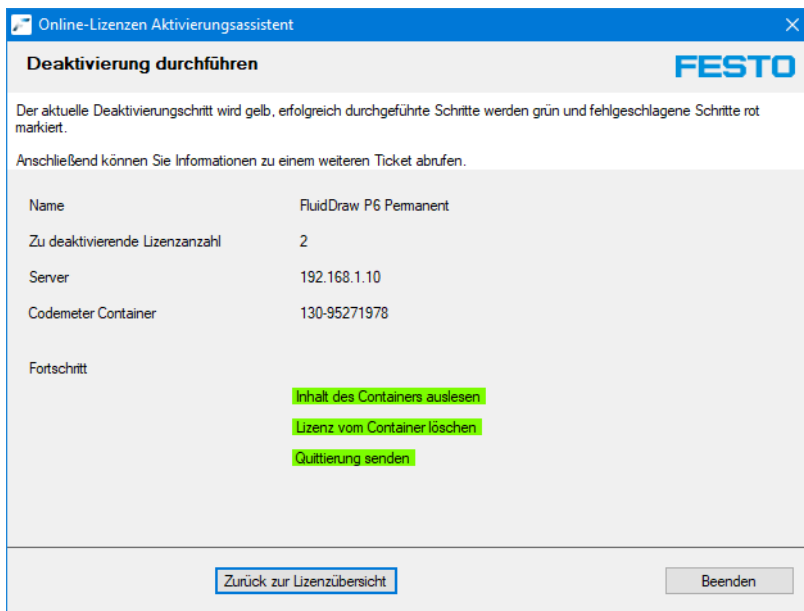 Online-Lizenzen Aktivierungsassistent
Deaktivierung durchführen
FESTO
Der aktuelle Deaktivierungschritt wird gelb, erfolgreich durchgeführte Schritte werden grün und fehlgeschlagene Schritte rot
markiert.
Anschließend können Sie Informationen zu einem weiteren Ticket abrufen.
Name FluidDraw P6 Permanent
Zu deaktivierende Lizenzanzahl 2
Server 192.168.1.10
Codemeter Container 130-95271978
Fortschritt
Inhalt des Containers auslesen
Lizenz vom Container löschen
Quittierung senden
Zurück zur Lizenzübersicht Beenden